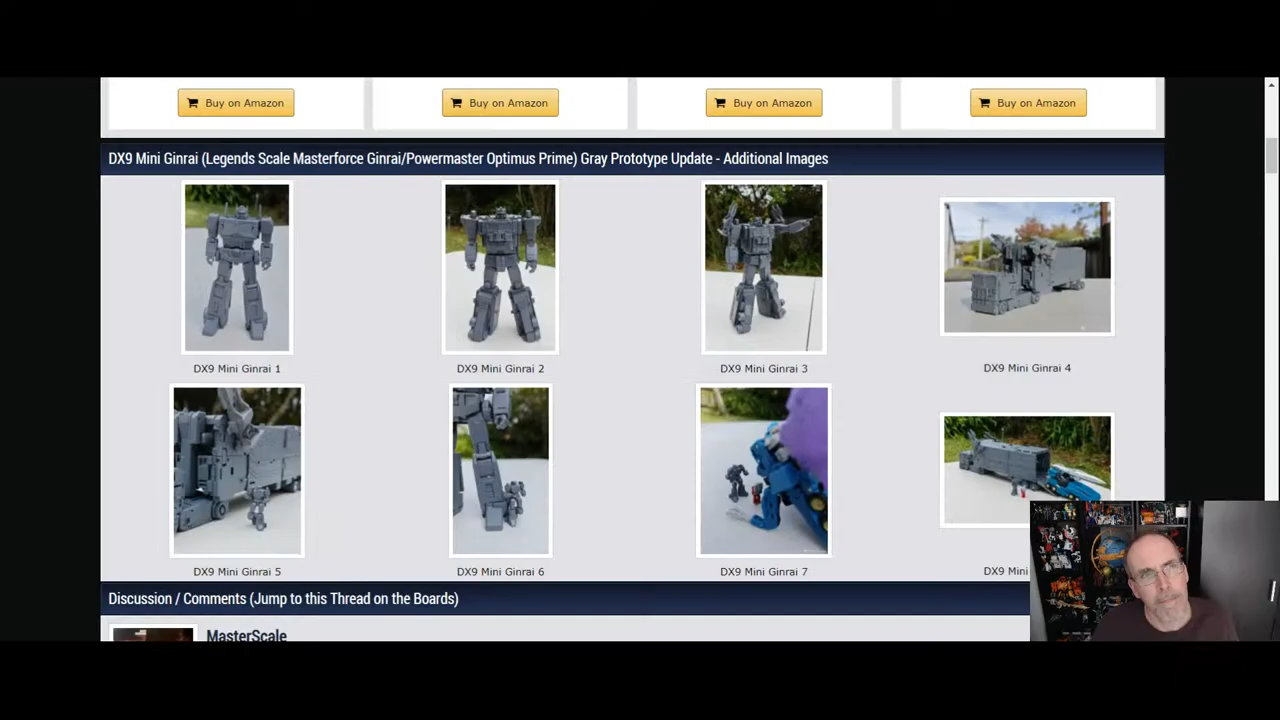 Buy on Amazon Buy on Amazon Buy on Amazon Buy on Amazon
DX9 Mini Ginrai (Legends Scale Masterforce Ginrai/Powermaster Optimus Prime) Gray Prototype Update - Additional Images
DX9 Mini Ginrai 1 DX9 Mini Ginrai 2 DX9 Mini Ginrai 3 DX9 Mini Ginrai 4
DX9 Mini Ginrai 5 DX9 Mini Ginrai 6 DX9 Mini Ginrai 7 DX9 Mini
Discussion / Comments (Jump to this Thread on the Boards)
MasterScale